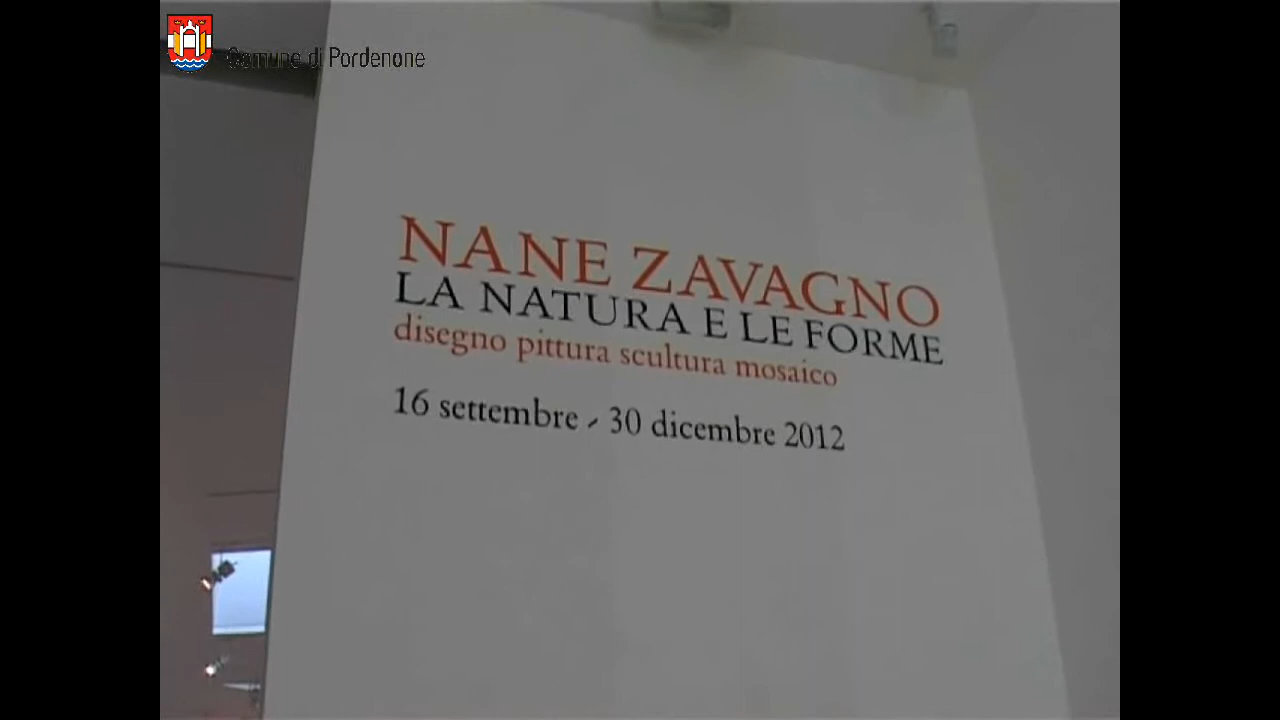 Comune di Pordenone
NANE ZAVAGNO
LA NATURA E LE FORME
disegno pittura scultura mosaico
16 settembre - 30 dicembre 2012